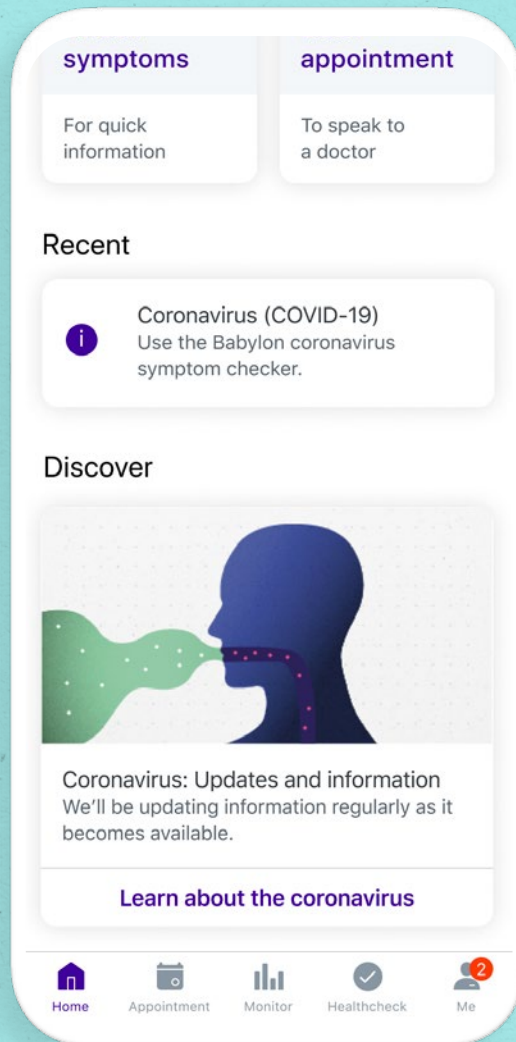 symptoms
appointment
For quick
information
To speak to
a doctor
Recent
i
Coronavirus (COVID-19)
Use the Babylon coronavirus
symptom checker.
Discover
Coronavirus: Updates and information
We'll be updating information regularly as it
becomes available.
Learn about the coronavirus
2
Home
Appointment
Monitor
Healthcheck
Me